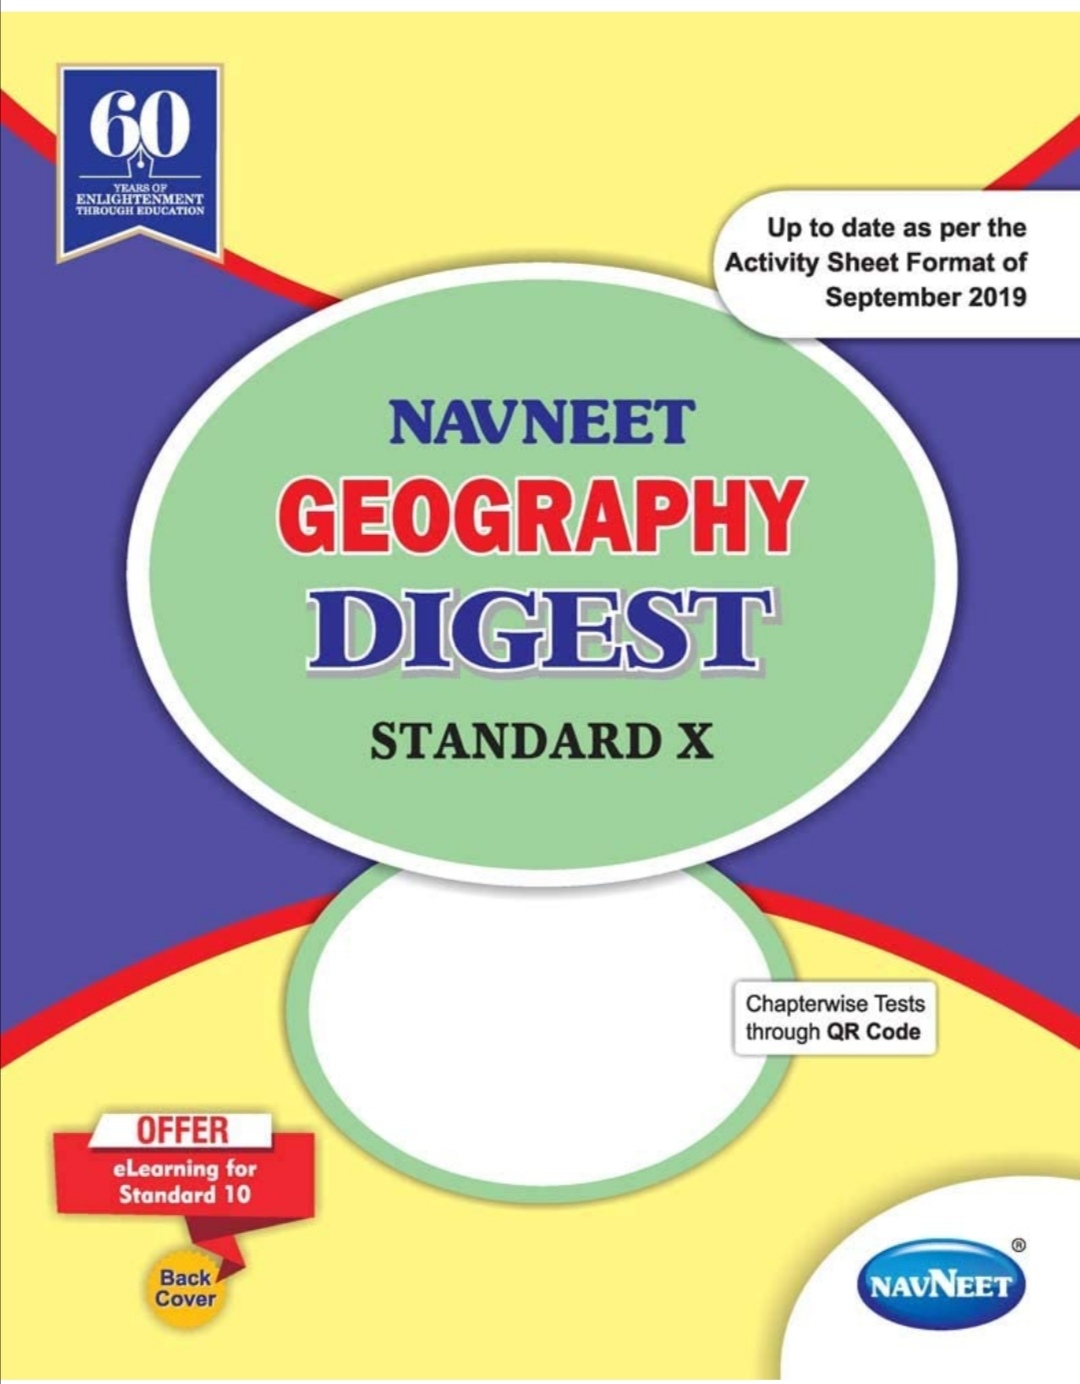 60
YEARS OF
ENLIGHTENMENT
THROUGH EDUCATION
Up to date as per the
Activity Sheet Format of
September 2019
NAVNEET
GEOGRAPHY
DIGEST
STANDARD X
Chapterwise Tests
through QR Code
OFFER
eLearning for
Standard 10
Back
Cover
NAVNEET ®